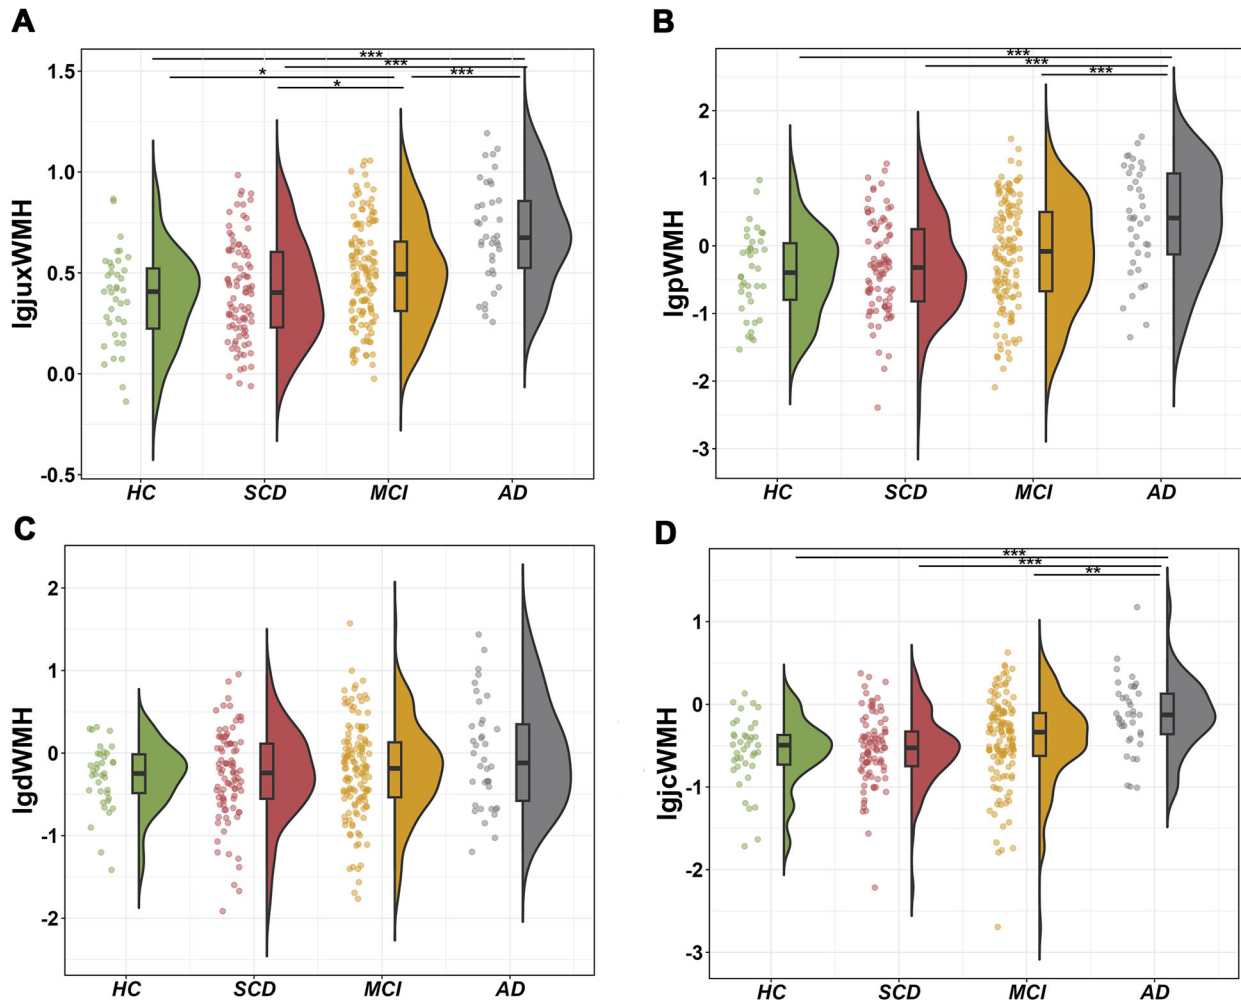 A
***
***
* ***
*
1.5
1.0
0.5
0.0
-0.5
lgjuxWMH
HC SCD MCI AD
B
***
***
***
2
1
0
-1
-2
-3
lgpWMH
HC SCD MCI AD
C
2
1
0
-1
-2
lgdWMH
HC SCD MCI AD
D
***
***
**
1
0
-1
-2
-3
lgjcWMH
HC SCD MCI AD